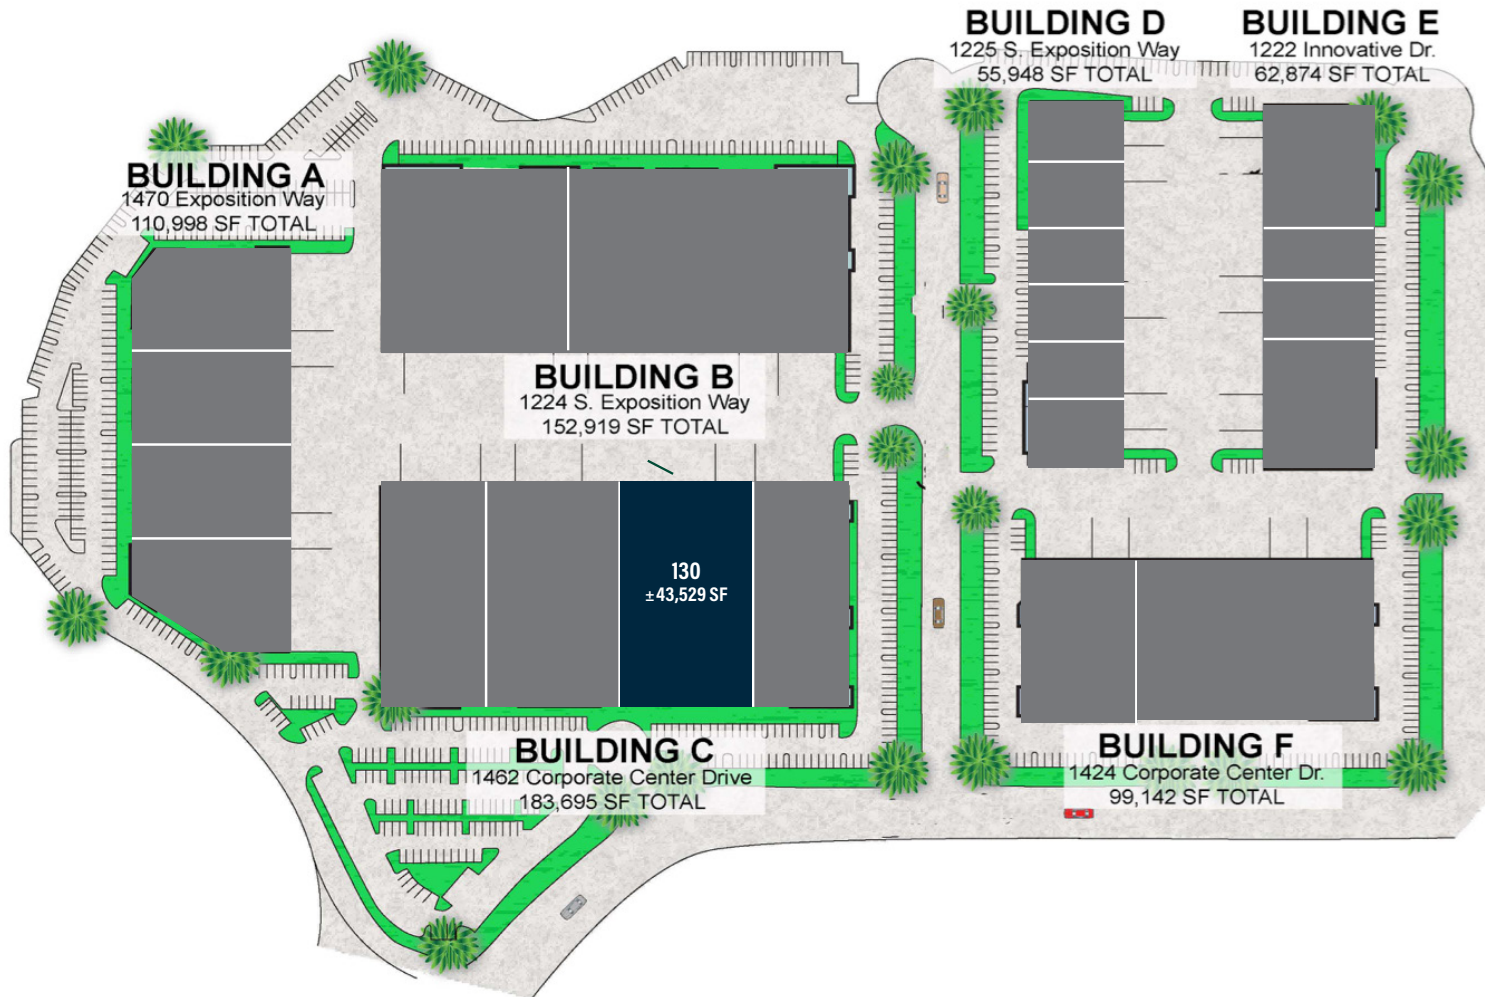 BUILDING D
1225 S. Exposition Way
55,948 SF TOTAL
BUILDING E
1222 Innovative Dr.
62,874 SF TOTAL
BUILDING A
1470 Exposition Way
110,998 SF TOTAL
BUILDING B
1224 S. Exposition Way
152,919 SF TOTAL
130
±43,529 SF
BUILDING C
1462 Corporate Center Drive
183,695 SF TOTAL
BUILDING F
1424 Corporate Center Dr.
99,142 SF TOTAL